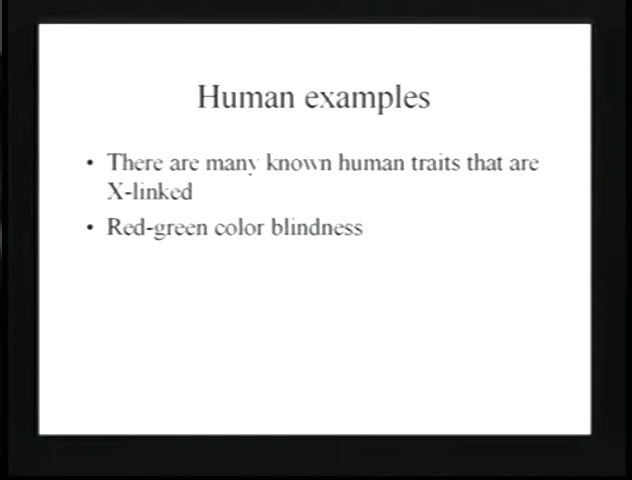 Human examples
• There are many known human traits that are
X-linked
• Red-green color blindness